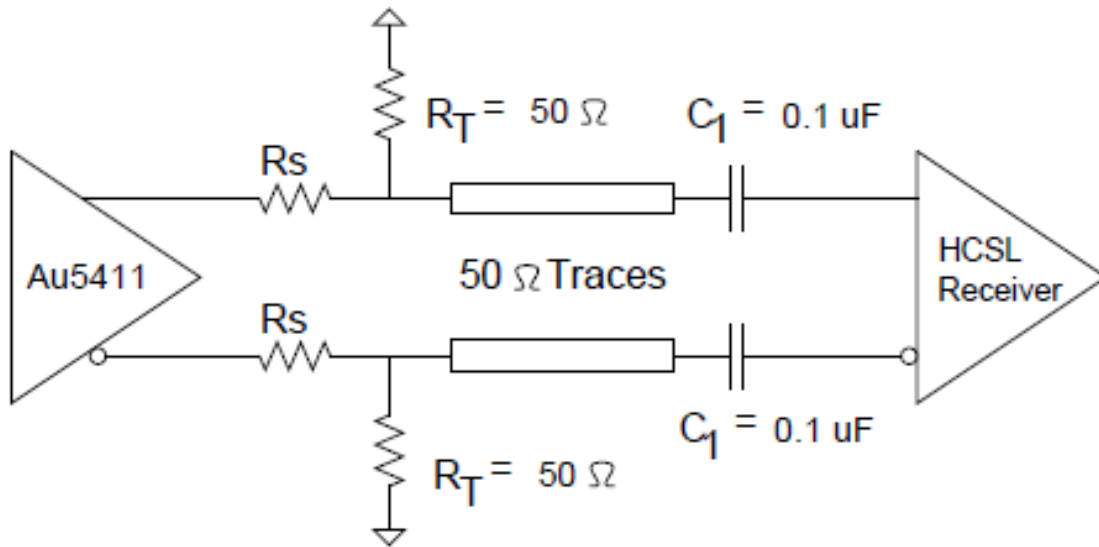 R_T = 50 Ω
C_1 = 0.1 uF
Rs
Au5411
50 Ω Traces
HCSL
Receiver
Rs
C_1 = 0.1 uF
R_T = 50 Ω